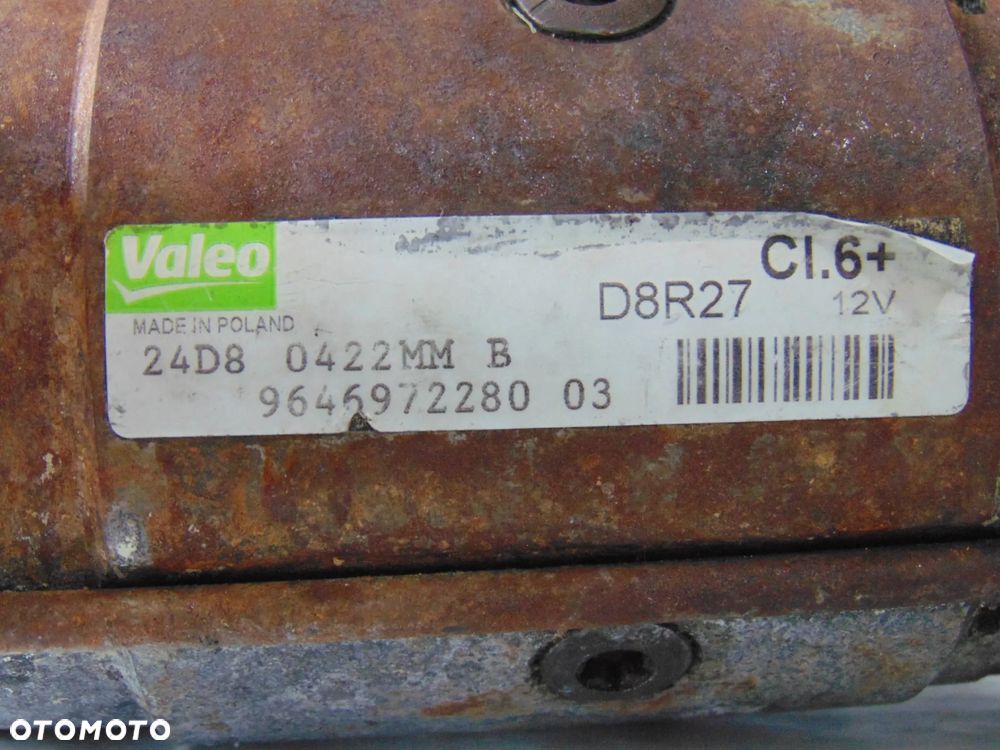 Valeo
MADE IN POLAND
Cl.6+
D8R27
12V
24D8 0422MM B
9646972280 03
OTOMOTO